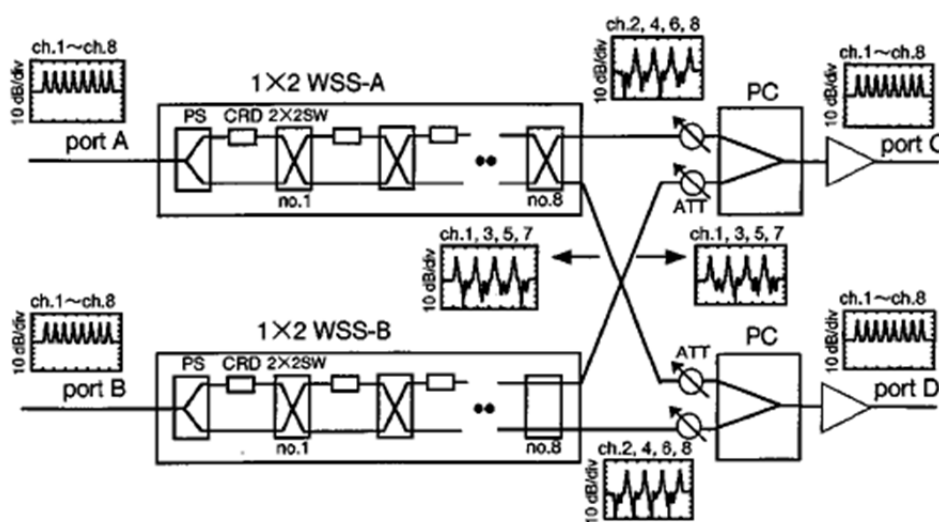 ch.2, 4, 6, 8
ch.1～ch.8
10 dB/div
port A
1×2 WSS-A
PS CRD 2×2SW
no.1
no.8
10 dB/div
ATT
PC
ch.1～ch.8
10 dB/div
port C
ch.1, 3, 5, 7
10 dB/div
ch.1, 3, 5, 7
ch.1～ch.8
10 dB/div
port B
1×2 WSS-B
PS CRD 2×2SW
no.1
no.8
10 dB/div
ATT
PC
ch.1～ch.8
10 dB/div
port D
10 dB/div
ch.2, 4, 6, 8